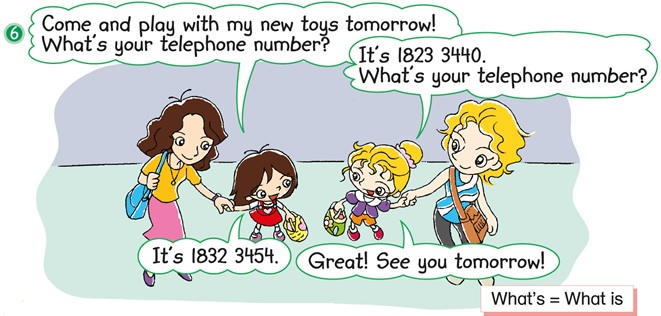 6
Come and play with my new toys tomorrow!
What's your telephone number?
It's 1823 3440.
What's your telephone number?
It's 1832 3454.
Great! See you tomorrow!
What's = What is